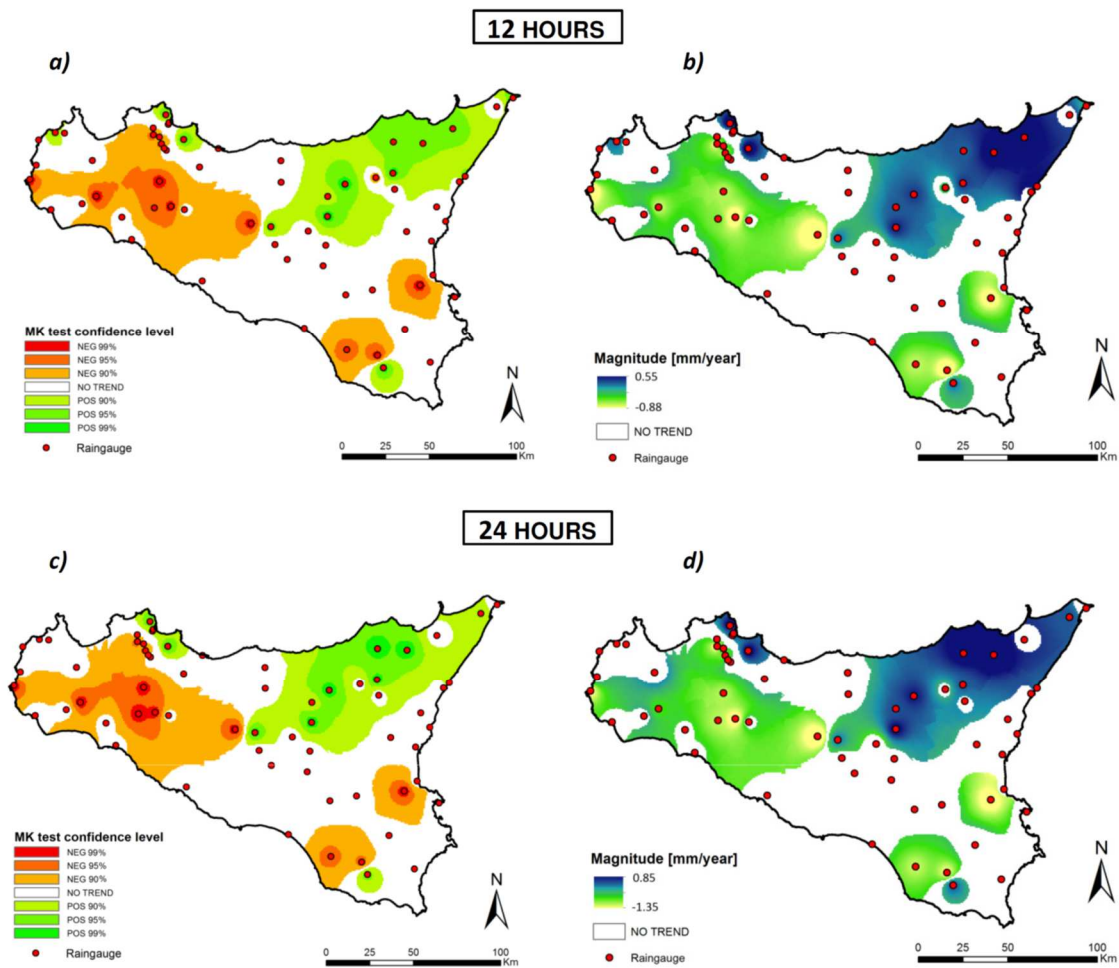 12 HOURS
a)
b)
MK test confidence level
NEG 99%
NEG 95%
NEG 90%
NO TREND
POS 90%
POS 95%
POS 99%
Raingauge
N
0 25 50 100
Km
Magnitude [mm/year]
0.55
-0.88
NO TREND
Raingauge
N
0 25 50 100
Km
24 HOURS
c)
d)
MK test confidence level
NEG 99%
NEG 95%
NEG 90%
NO TREND
POS 90%
POS 95%
POS 99%
Raingauge
N
0 25 50 100
Km
Magnitude [mm/year]
0.85
-1.35
NO TREND
Raingauge
N
0 25 50 100
Km